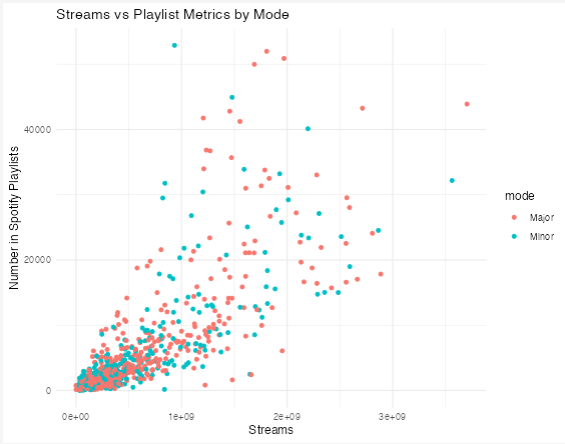 Streams vs Playlist Metrics by Mode
Number in Spotify Playlists
40000
20000
0
0e+00 1e+09 2e+09 3e+09
Streams
mode
Major
Minor